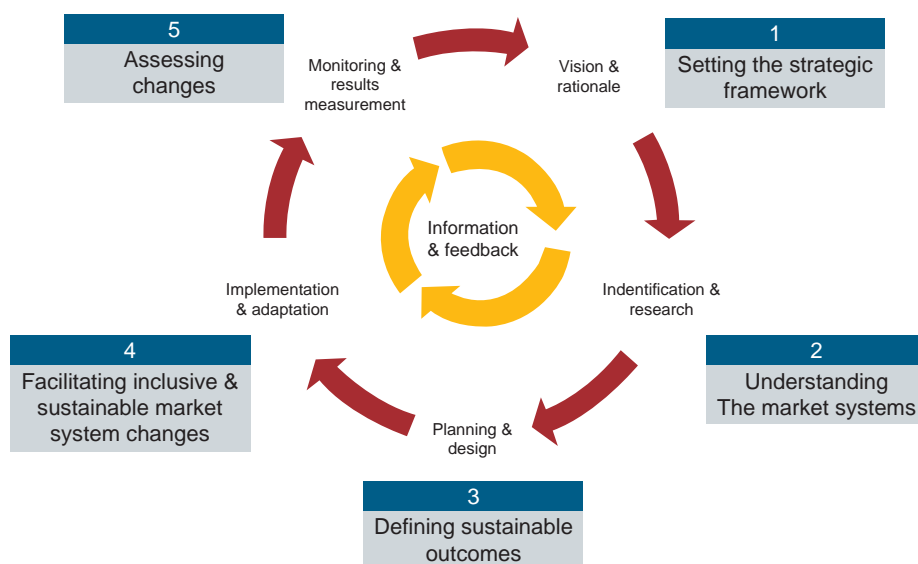 1
Setting the strategic
framework
Vision &
rationale
Indentification &
research
2
Understanding
The market systems
Planning &
design
3
Defining sustainable
outcomes
Implementation
& adaptation
4
Facilitating inclusive &
sustainable market
system changes
Monitoring &
results
measurement
5
Assessing
changes
Information
& feedback